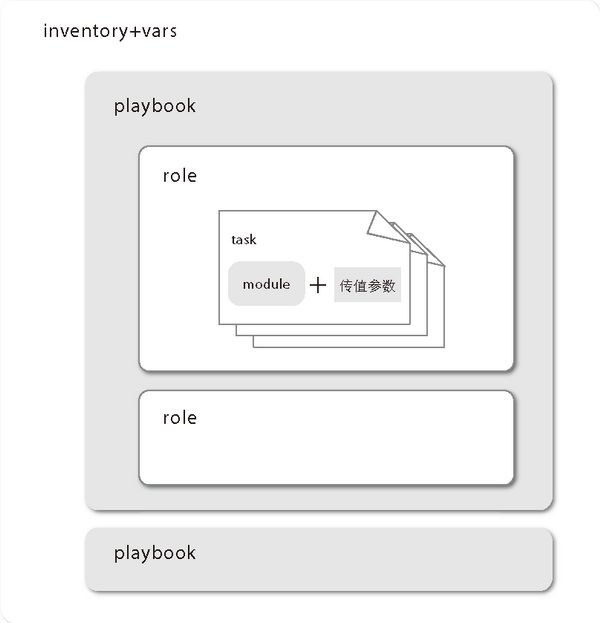 inventory+vars
playbook
role
task
module + 传值参数
role
playbook